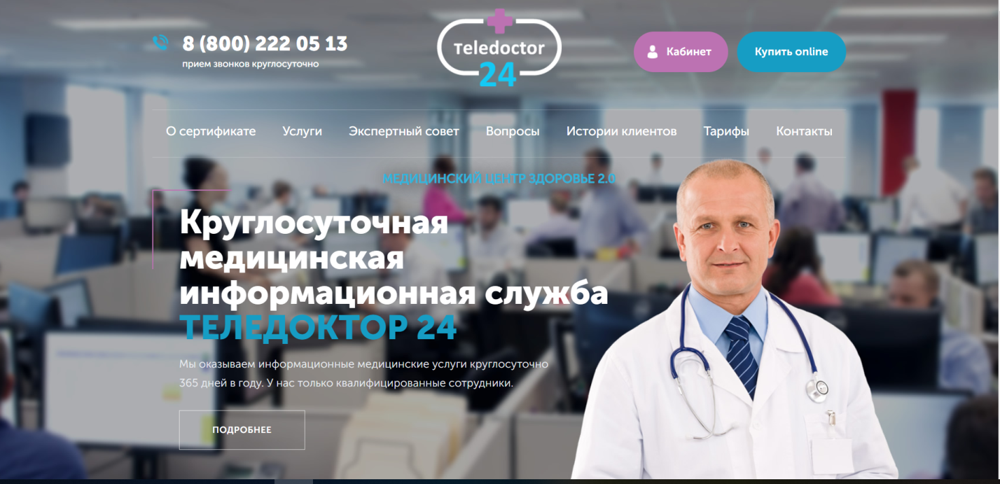 8 (800) 222 05 13
прием звонков круглосуточно
Teledoctor
24
Кабинет
Купить online
О сертификате Услуги Экспертный совет Вопросы Истории клиентов Тарифы Контакты
МЕДИЦИНСКИЙ ЦЕНТР ЗДОРОВЬЕ 2.0
Круглосуточная
медицинская
информационная служба
ТЕЛЕДОКТОР 24
Мы оказываем информационные медицинские услуги круглосуточно
365 дней в году. У нас только квалифицированные сотрудники.
ПОДРОБНЕЕ